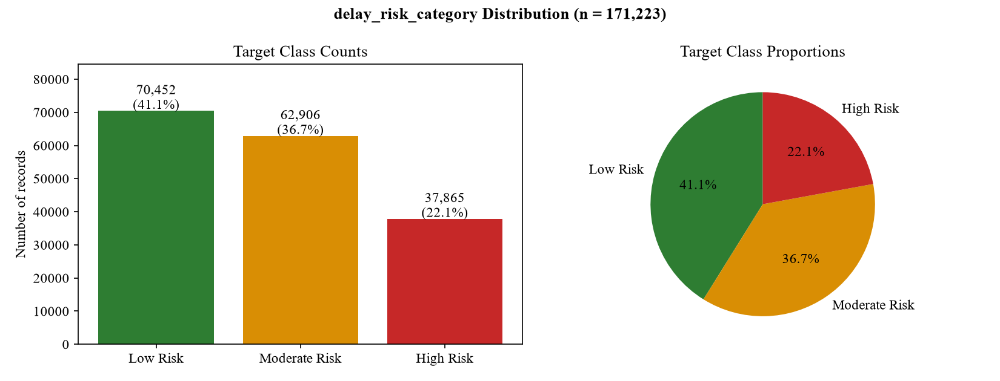 delay_risk_category Distribution (n = 171,223)
Target Class Counts
Number of records
80000
70000
60000
50000
40000
30000
20000
10000
0
70,452
(41.1%)
62,906
(36.7%)
37,865
(22.1%)
Low Risk
Moderate Risk
High Risk
Target Class Proportions
High Risk
22.1%
Low Risk
41.1%
36.7%
Moderate Risk